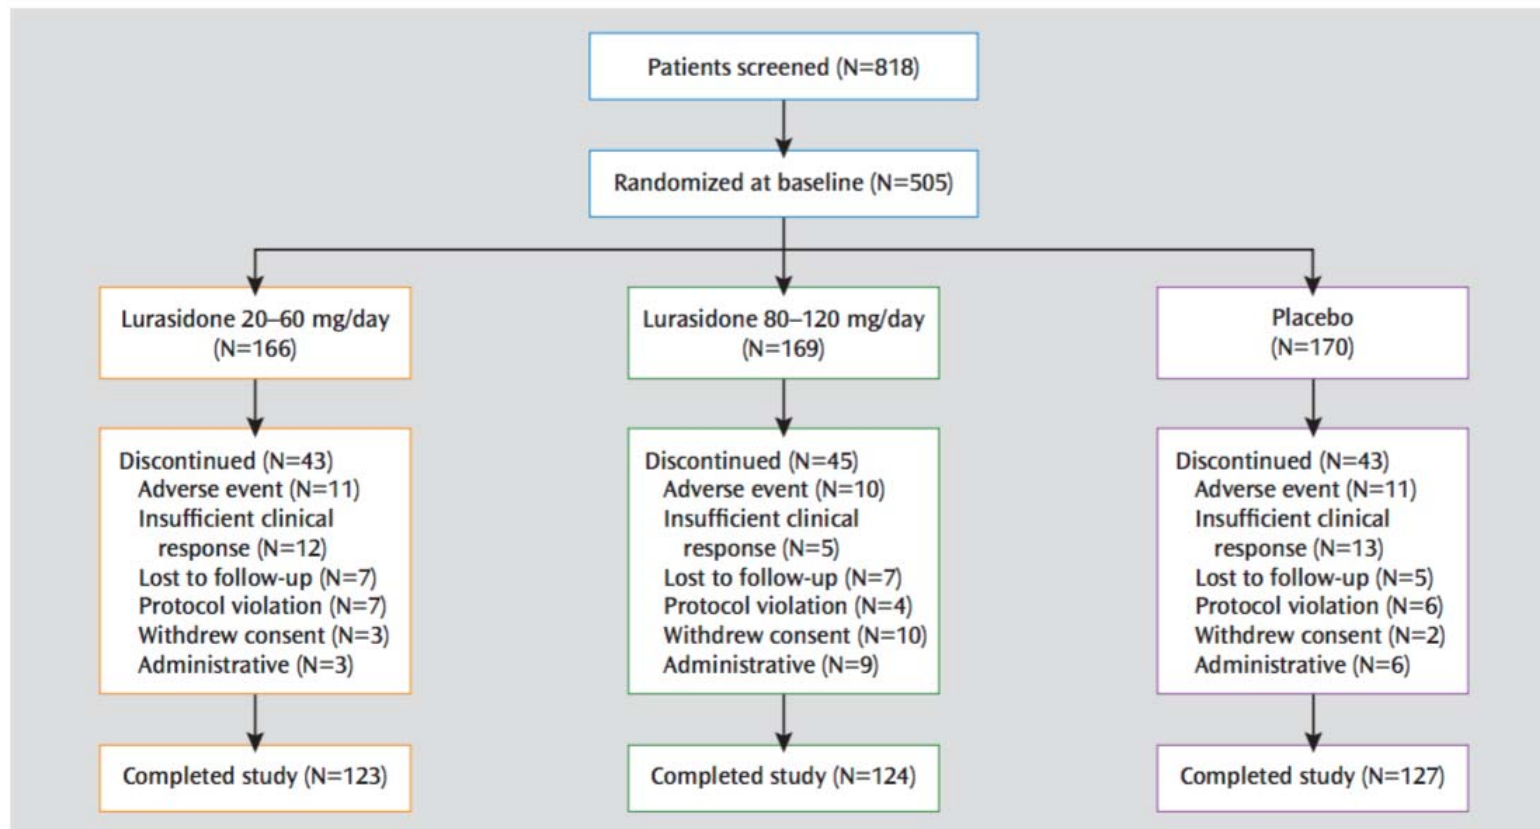 Patients screened (N=818)
Randomized at baseline (N=505)
Lurasidone 20–60 mg/day
(N=166)
Lurasidone 80–120 mg/day
(N=169)
Placebo
(N=170)
Discontinued (N=43)
Adverse event (N=11)
Insufficient clinical
response (N=12)
Lost to follow-up (N=7)
Protocol violation (N=7)
Withdrew consent (N=3)
Administrative (N=3)
Discontinued (N=45)
Adverse event (N=10)
Insufficient clinical
response (N=5)
Lost to follow-up (N=7)
Protocol violation (N=4)
Withdrew consent (N=10)
Administrative (N=9)
Discontinued (N=43)
Adverse event (N=11)
Insufficient clinical
response (N=13)
Lost to follow-up (N=5)
Protocol violation (N=6)
Withdrew consent (N=2)
Administrative (N=6)
Completed study (N=123)
Completed study (N=124)
Completed study (N=127)